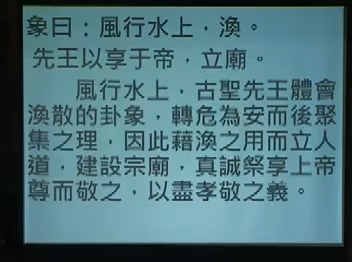 象曰：風行水上，渙。
先王以享于帝，立廟。
風行水上，古聖先王體會
渙散的卦象，轉危為安而後聚
集之理，因此藉渙之用而立人
道，建設宗廟，真誠祭享上帝
尊而敬之，以盡孝敬之義。